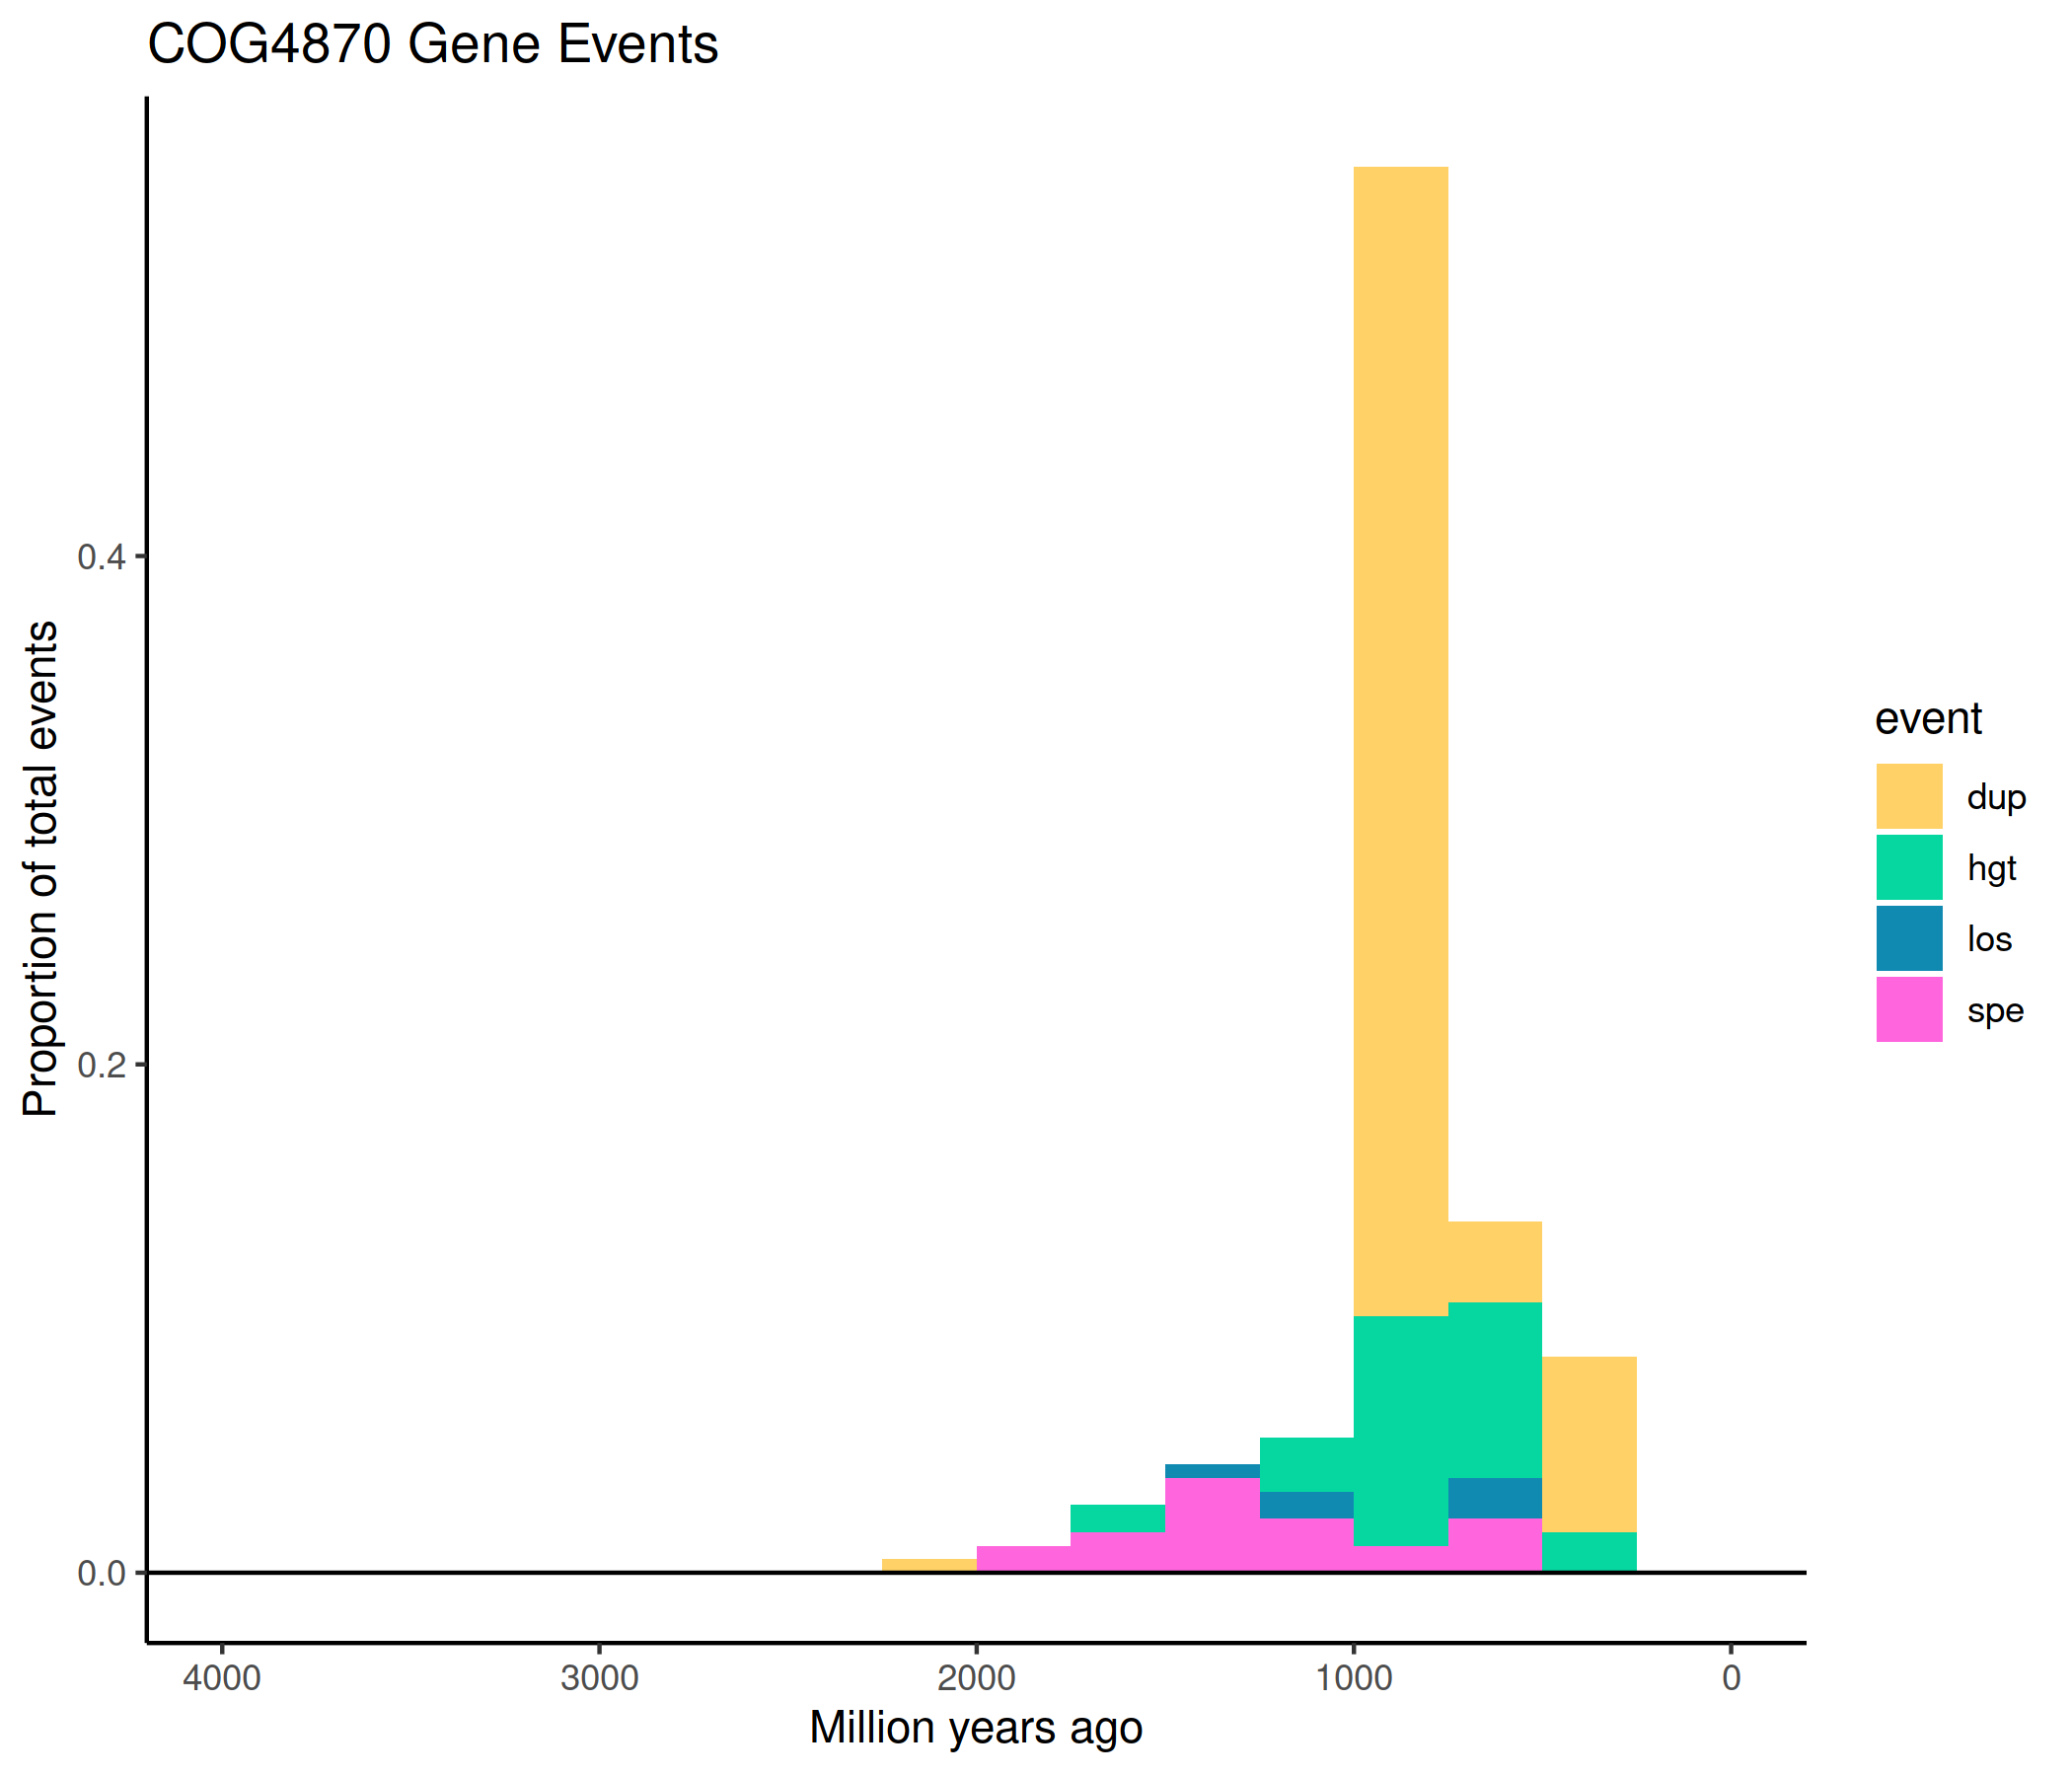 COG4870 Gene Events
Proportion of total events
0.4
0.2
0.0
4000 3000 2000 1000 0
Million years ago
event
dup
hgt
los
spe